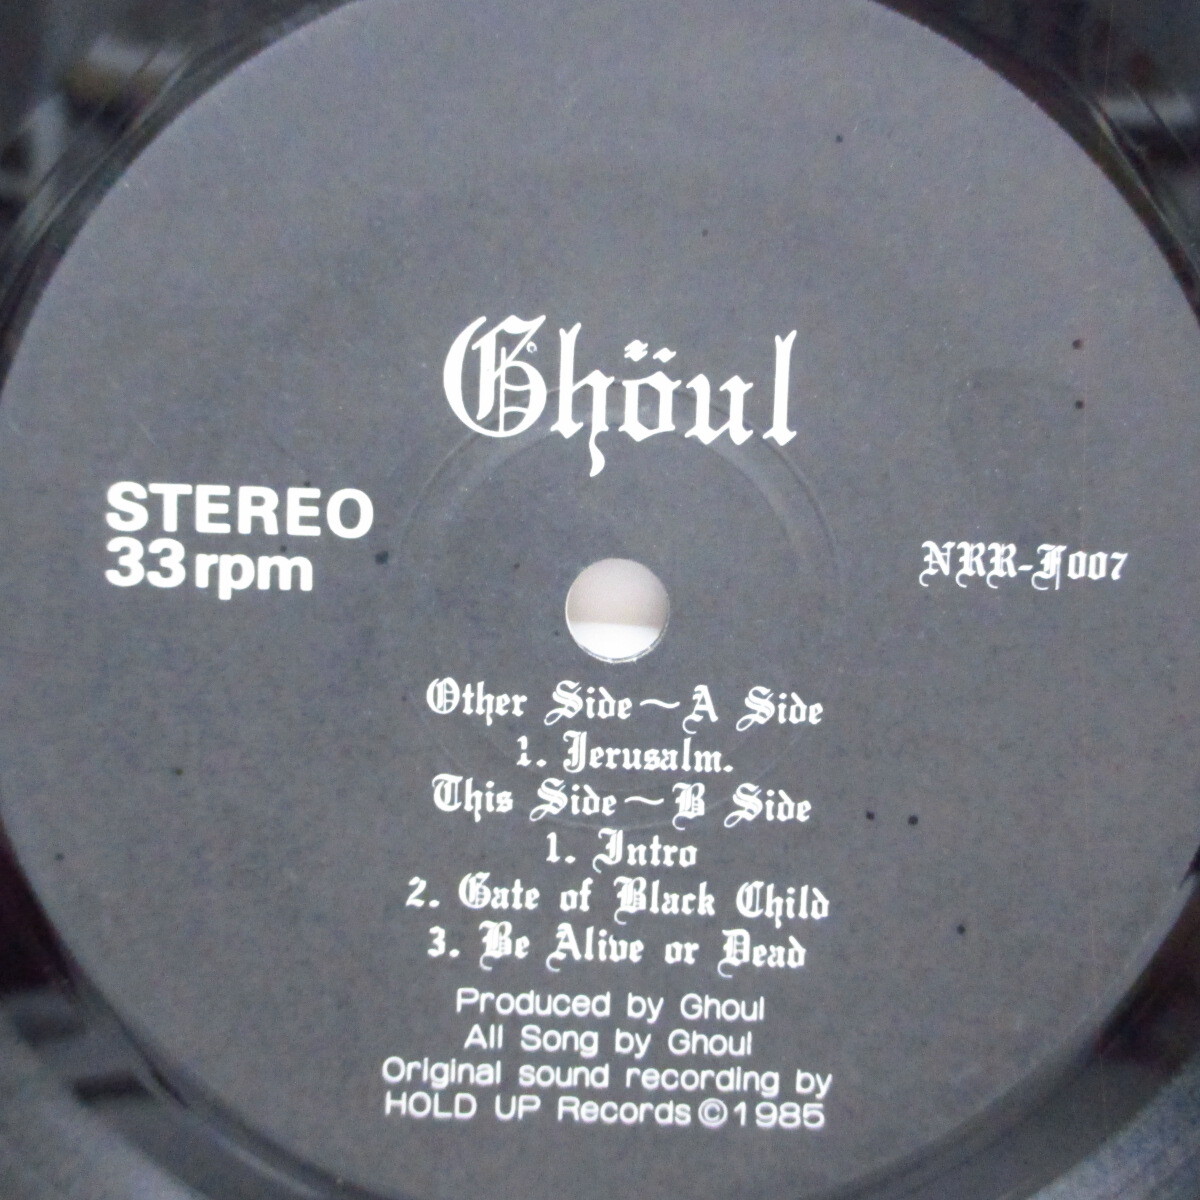 Ghöul
STEREO
33rpm
NRR-F007
Other Side~A Side
1. Jerusalm.
This Side~B Side
1. Intro
2. Gate of Black Child
3. Be Alive or Dead
Produced by Ghoul
All Song by Ghoul
Original sound recording by
HOLD UP Records©1985